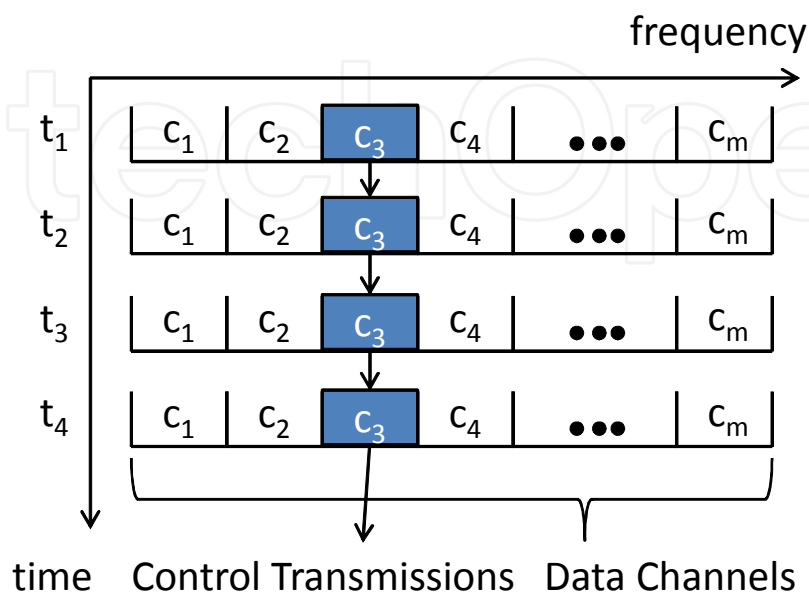 frequency
t1 c1 c2 c3 c4 ●●● cm
t2 c1 c2 c3 c4 ●●● cm
t3 c1 c2 c3 c4 ●●● cm
t4 c1 c2 c3 c4 ●●● cm
time Control Transmissions Data Channels